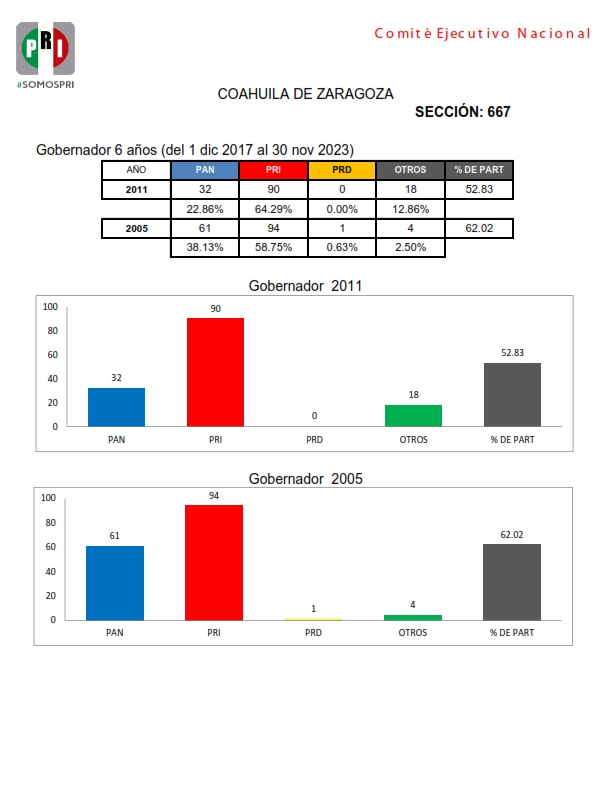 Comité Ejecutivo Nacional
PRI
#SOMOSPRI
COAHUILA DE ZARAGOZA
SECCIÓN: 667
Gobernador 6 años (del 1 dic 2017 al 30 nov 2023)
AÑO PAN PRI PRD OTROS % DE PART
2011 32 90 0 18 52.83
22.86% 64.29% 0.00% 12.86%
2005 61 94 1 4 62.02
38.13% 58.75% 0.63% 2.50%
Gobernador 2011
100
80
60
40
20
0
32
90
0
18
52.83
PAN PRI PRD OTROS % DE PART
Gobernador 2005
100
80
60
40
20
0
61
94
1
4
62.02
PAN PRI PRD OTROS % DE PART